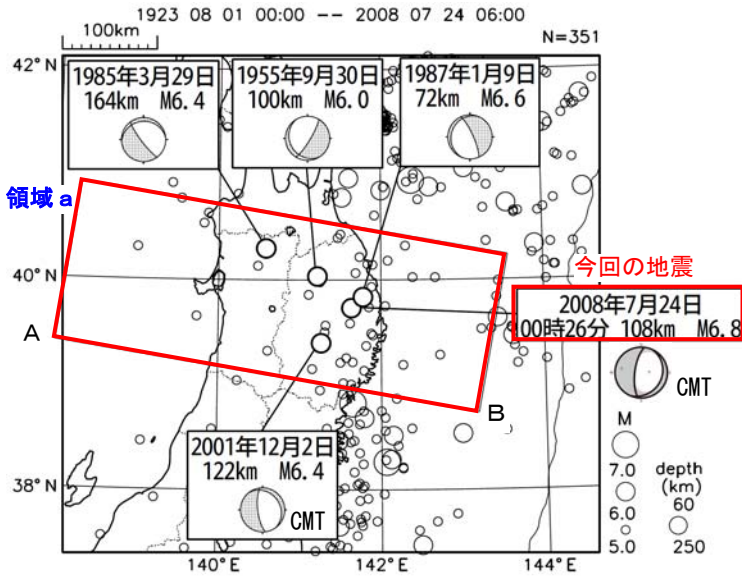 1923 08 01 00:00 -- 2008 07 24 06:00
100km
N=351
42°N
1985年3月29日
164km M6.4
1955年9月30日
100km M6.0
1987年1月9日
72km M6.6
領域a
40°N
今回の地震
2008年7月24日
00時26分 108km M6.8
A
CMT
B
M
2001年12月2日
122km M6.4
CMT
7.0
depth
(km)
38°N
6.0
60
5.0
250
140°E
142°E
144°E